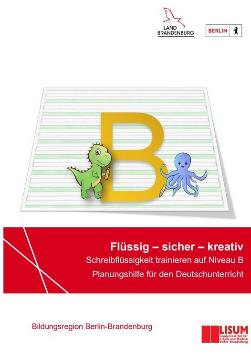 LAND
BRANDENBURG
BERLIN
B
Flüssig – sicher – kreativ
Schreibflüssigkeit trainieren auf Niveau B
Planungshilfe für den Deutschunterricht
Bildungsregion Berlin-Brandenburg
LISUM